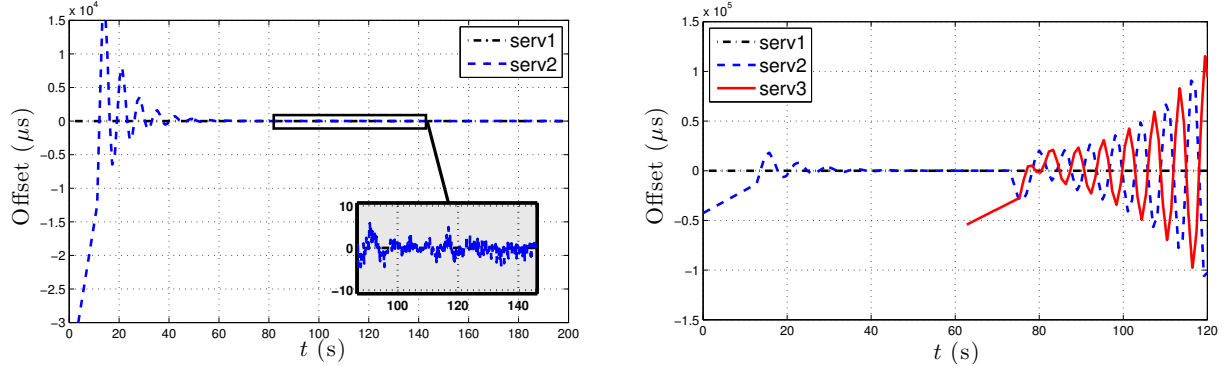 x 10^4
1.5
1
0.5
0
−0.5
−1
−1.5
−2
−2.5
−3
Offset (μs)
serv1
serv2
10
0
−10
100 120 140
0 20 40 60 80 100 120 140 160 180 200
t (s)
x 10^5
1.5
1
0.5
0
−0.5
−1
−1.5
Offset (μs)
serv1
serv2
serv3
0 20 40 60 80 100 120
t (s)